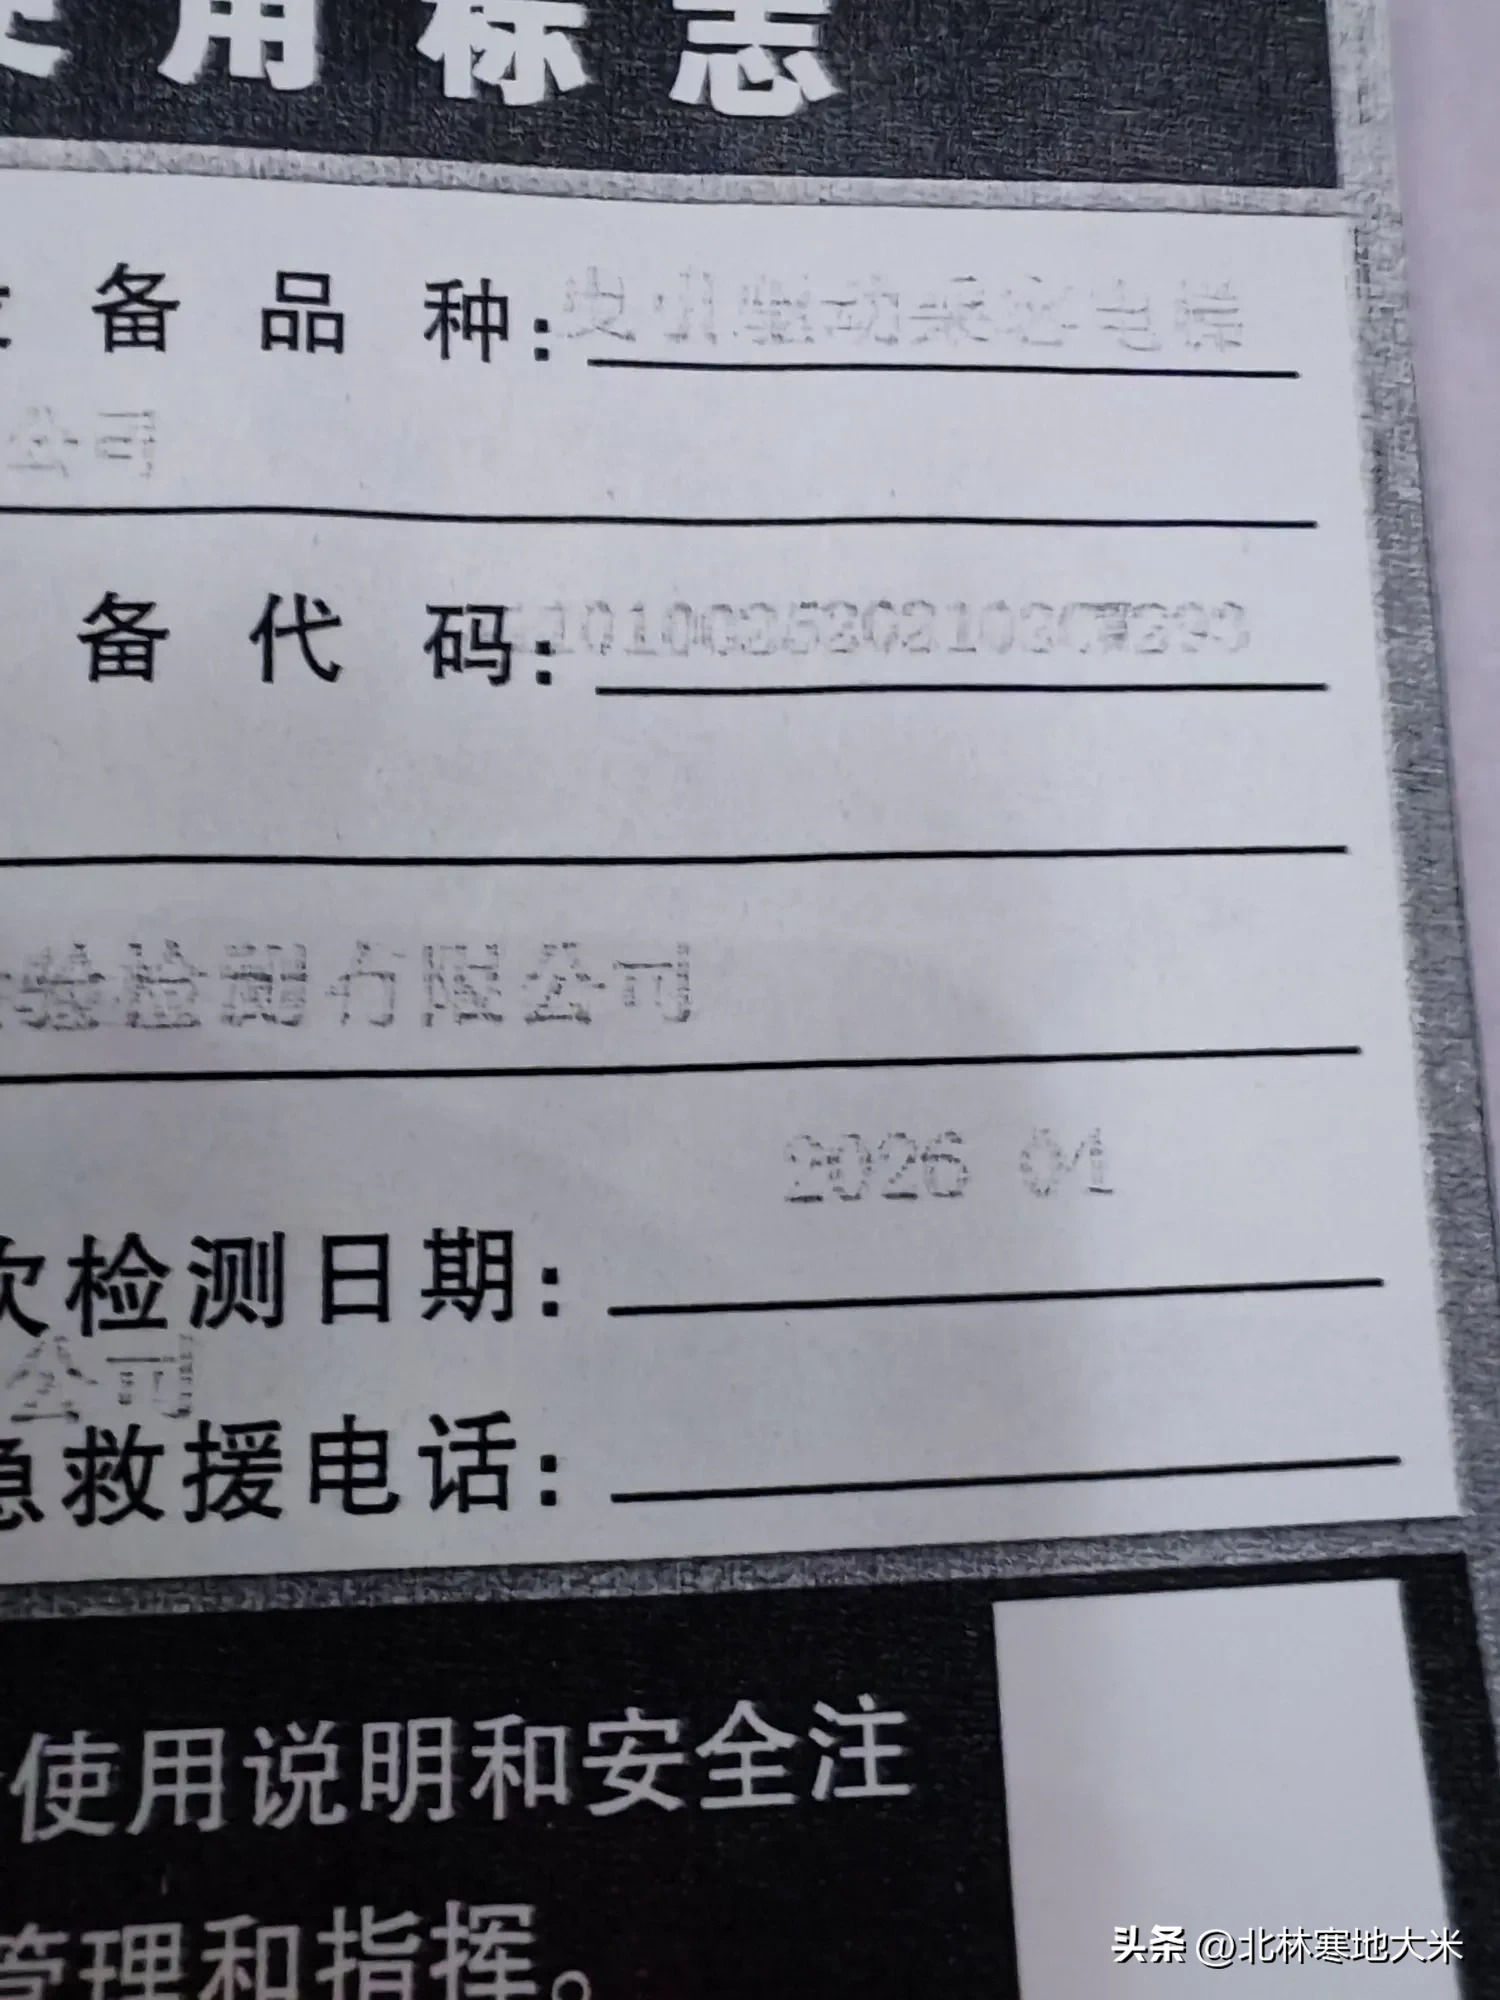 使用标志
备品种: 曳引驱动乘客电梯
公司
备代码:
验检测有限公司
2026 04
次检测日期:
公司
急救援电话:
使用说明和安全注
管理和指挥。
头条 @北林寒地大米